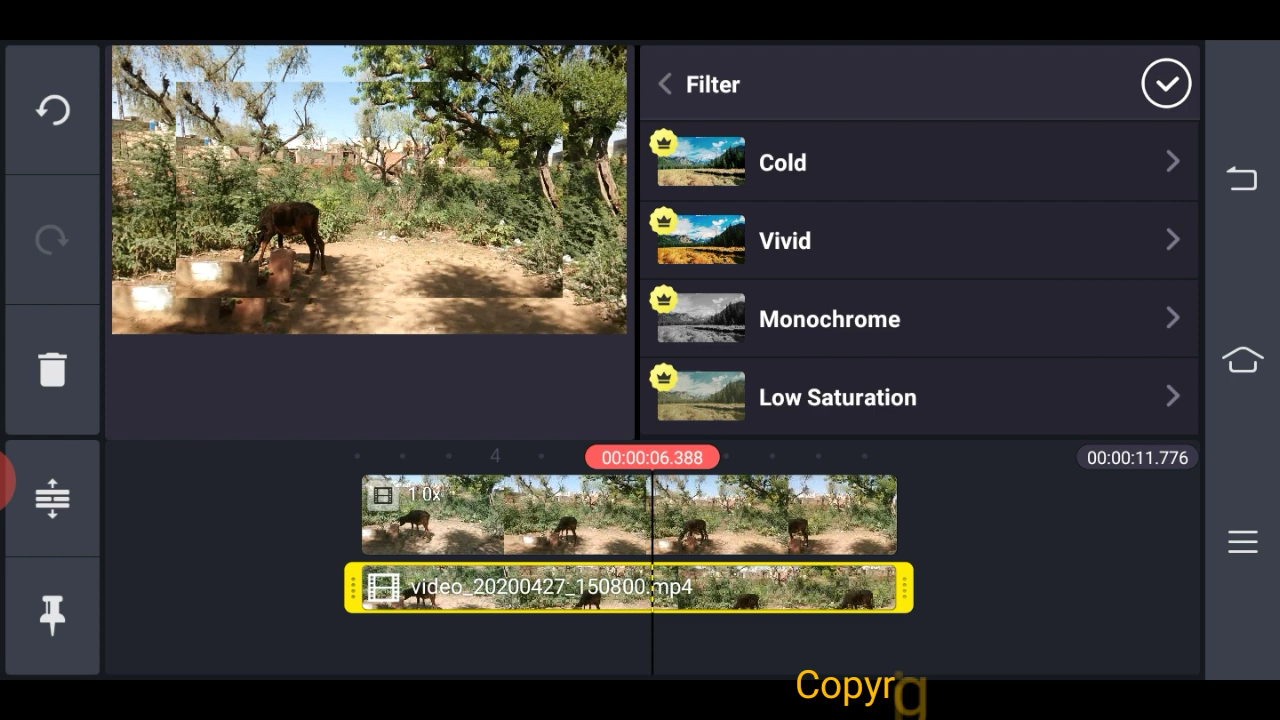 Filter
Cold
Vivid
Monochrome
Low Saturation
4
00:00:06.388
00:00:11.776
1.0x
video_20200427_150800.mp4
Copyrg